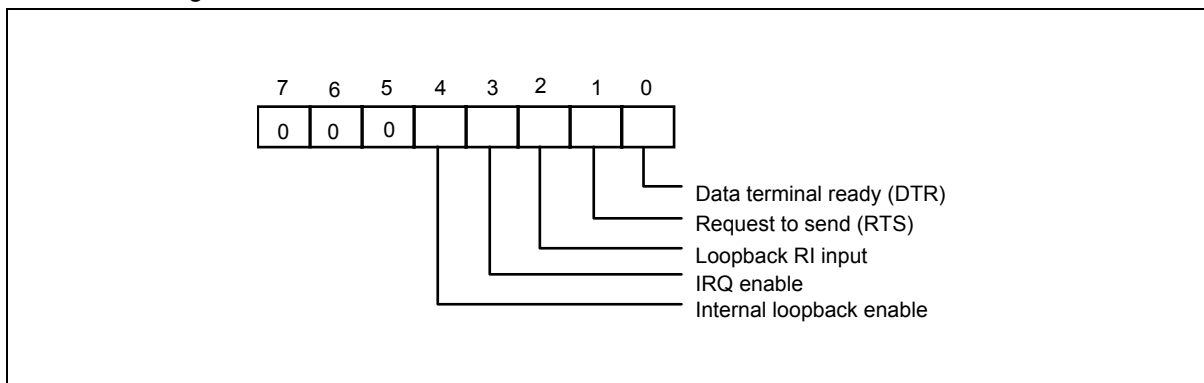 7 6 5 4 3 2 1 0
0 0 0
Data terminal ready (DTR)
Request to send (RTS)
Loopback RI input
IRQ enable
Internal loopback enable